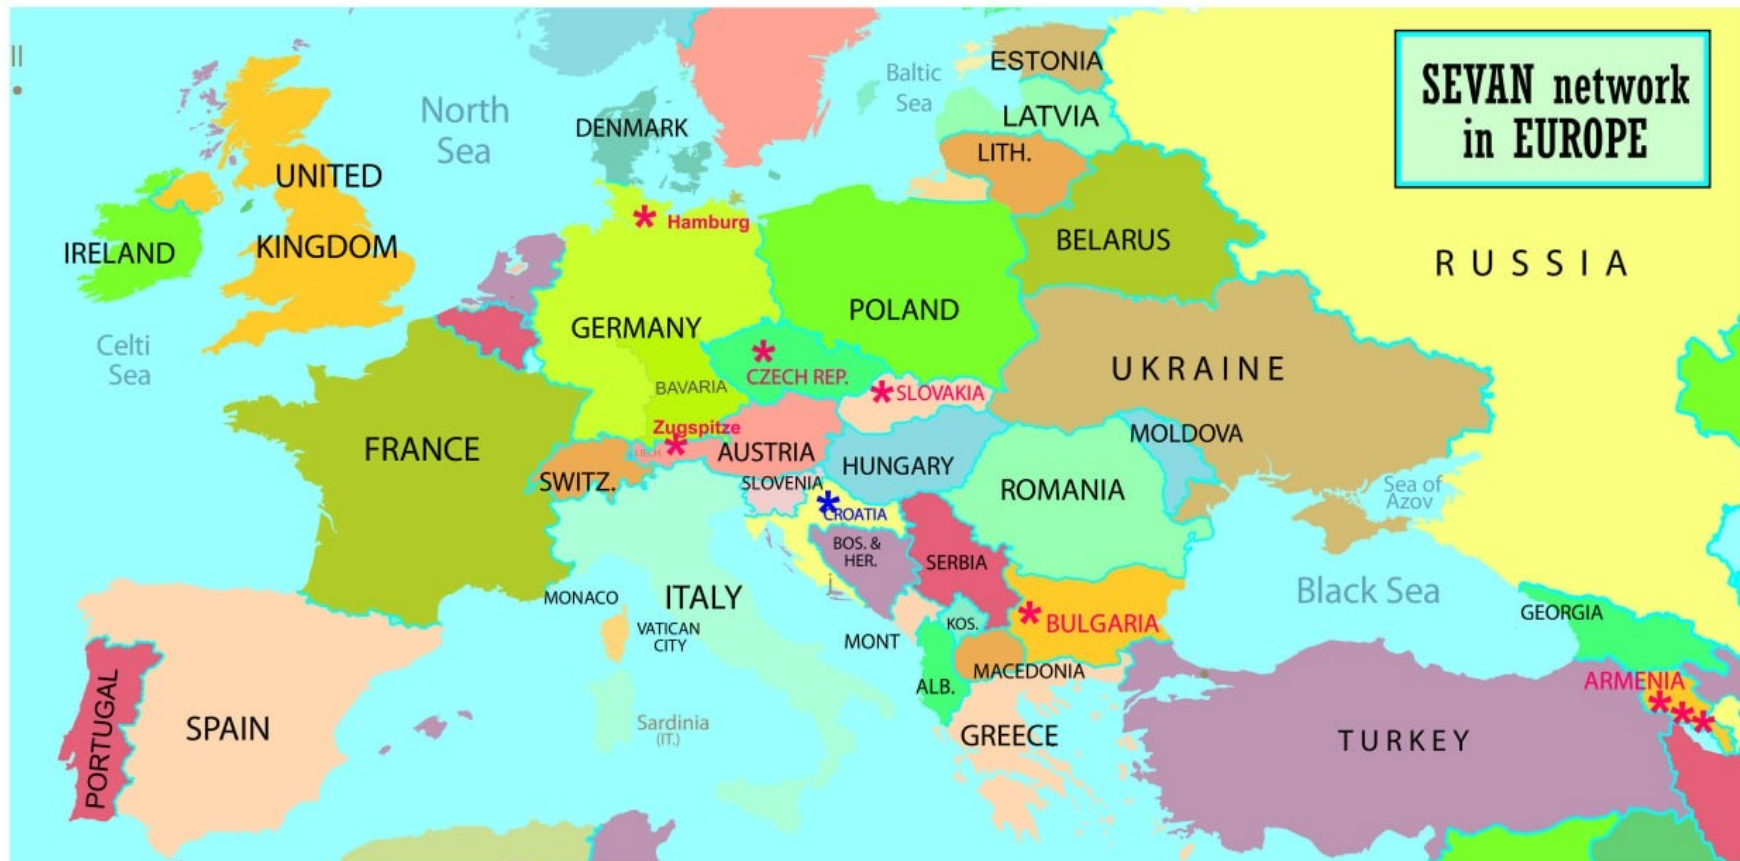 SEVAN network
in EUROPE
ESTONIA
Baltic
Sea
North
Sea
LATVIA
DENMARK
LITH.
UNITED
KINGDOM
Hamburg
IRELAND
BELARUS
RUSSIA
POLAND
GERMANY
Celti
Sea
UKRAINE
CZECH REP.
BAVARIA
SLOVAKIA
Zugspitze
MOLDOVA
FRANCE
LIECH.
AUSTRIA
HUNGARY
SWITZ.
SLOVENIA
ROMANIA
Sea of
Azov
CROATIA
BOS. &
HER.
SERBIA
Black Sea
MONACO
ITALY
GEORGIA
KOS.
BULGARIA
VATICAN
CITY
MONT
MACEDONIA
ARMENIA
ALB.
PORTUGAL
SPAIN
Sardinia
(IT.)
GREECE
TURKEY